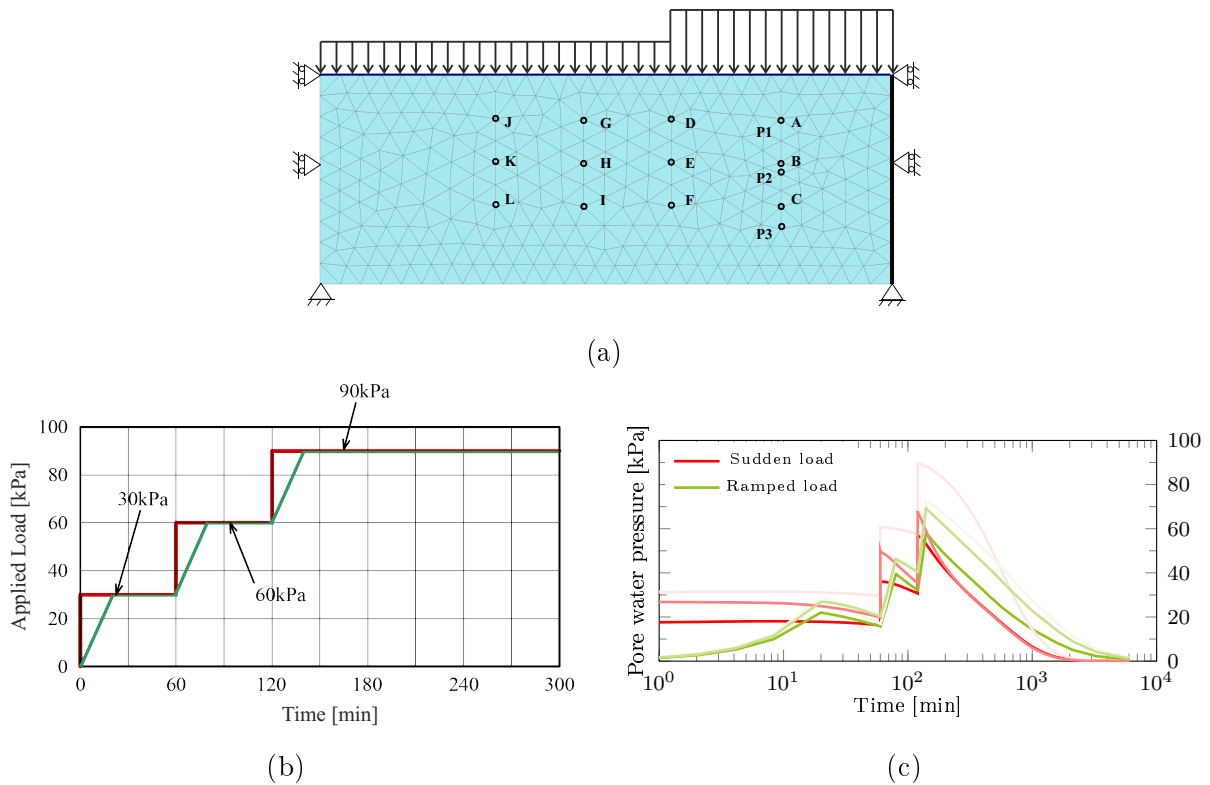 J G D A
P1
K H E B
P2
L I F C
P3
(a)
90kPa
100
30kPa
80
60
40
60kPa
20
0
0 60 120 180 240 300
Applied Load [kPa]
Time [min]
(b)
Pore water pressure [kPa]
Sudden load
Ramped load
100
80
60
40
20
0
10^0 10^1 10^2 10^3 10^4
Time [min]
(c)